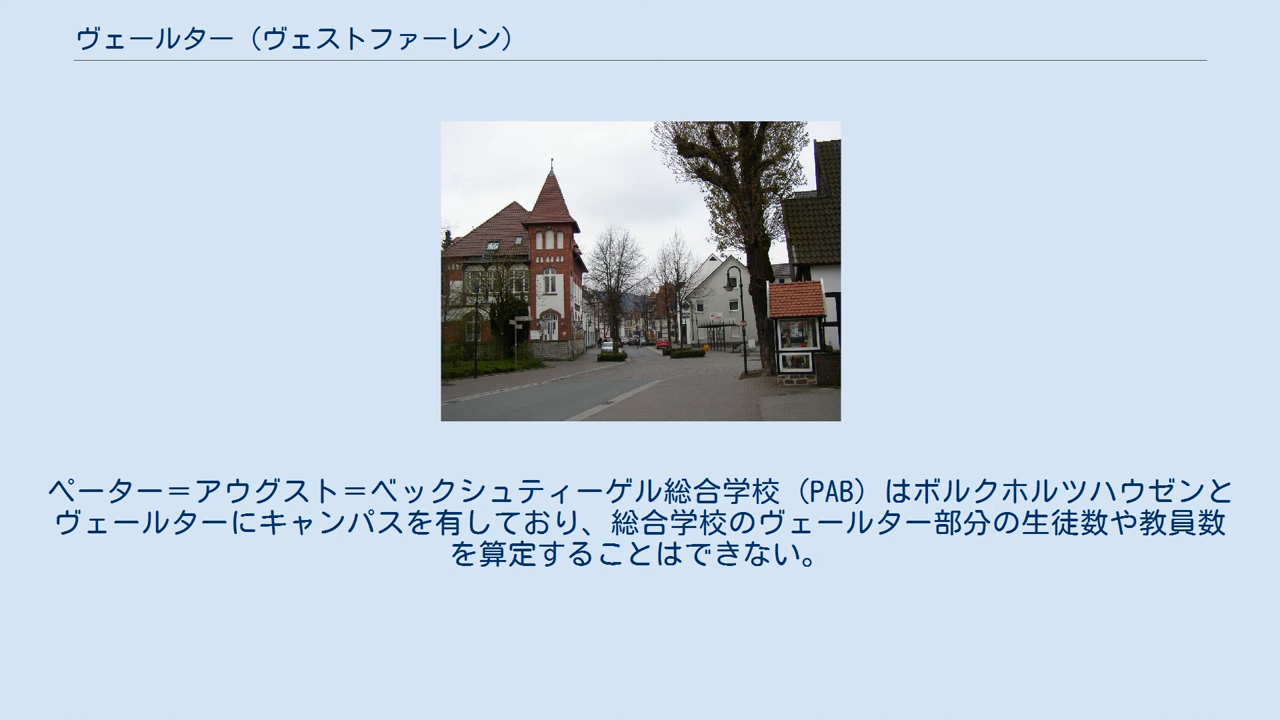 ヴェールター（ヴェストファーレン）
ペーター＝アウグスト＝ベックシュティーゲル総合学校（PAB）はボルクホルツハウゼンと
ヴェールターにキャンパスを有しており、総合学校のヴェールター部分の生徒数や教員数
を算定することはできない。